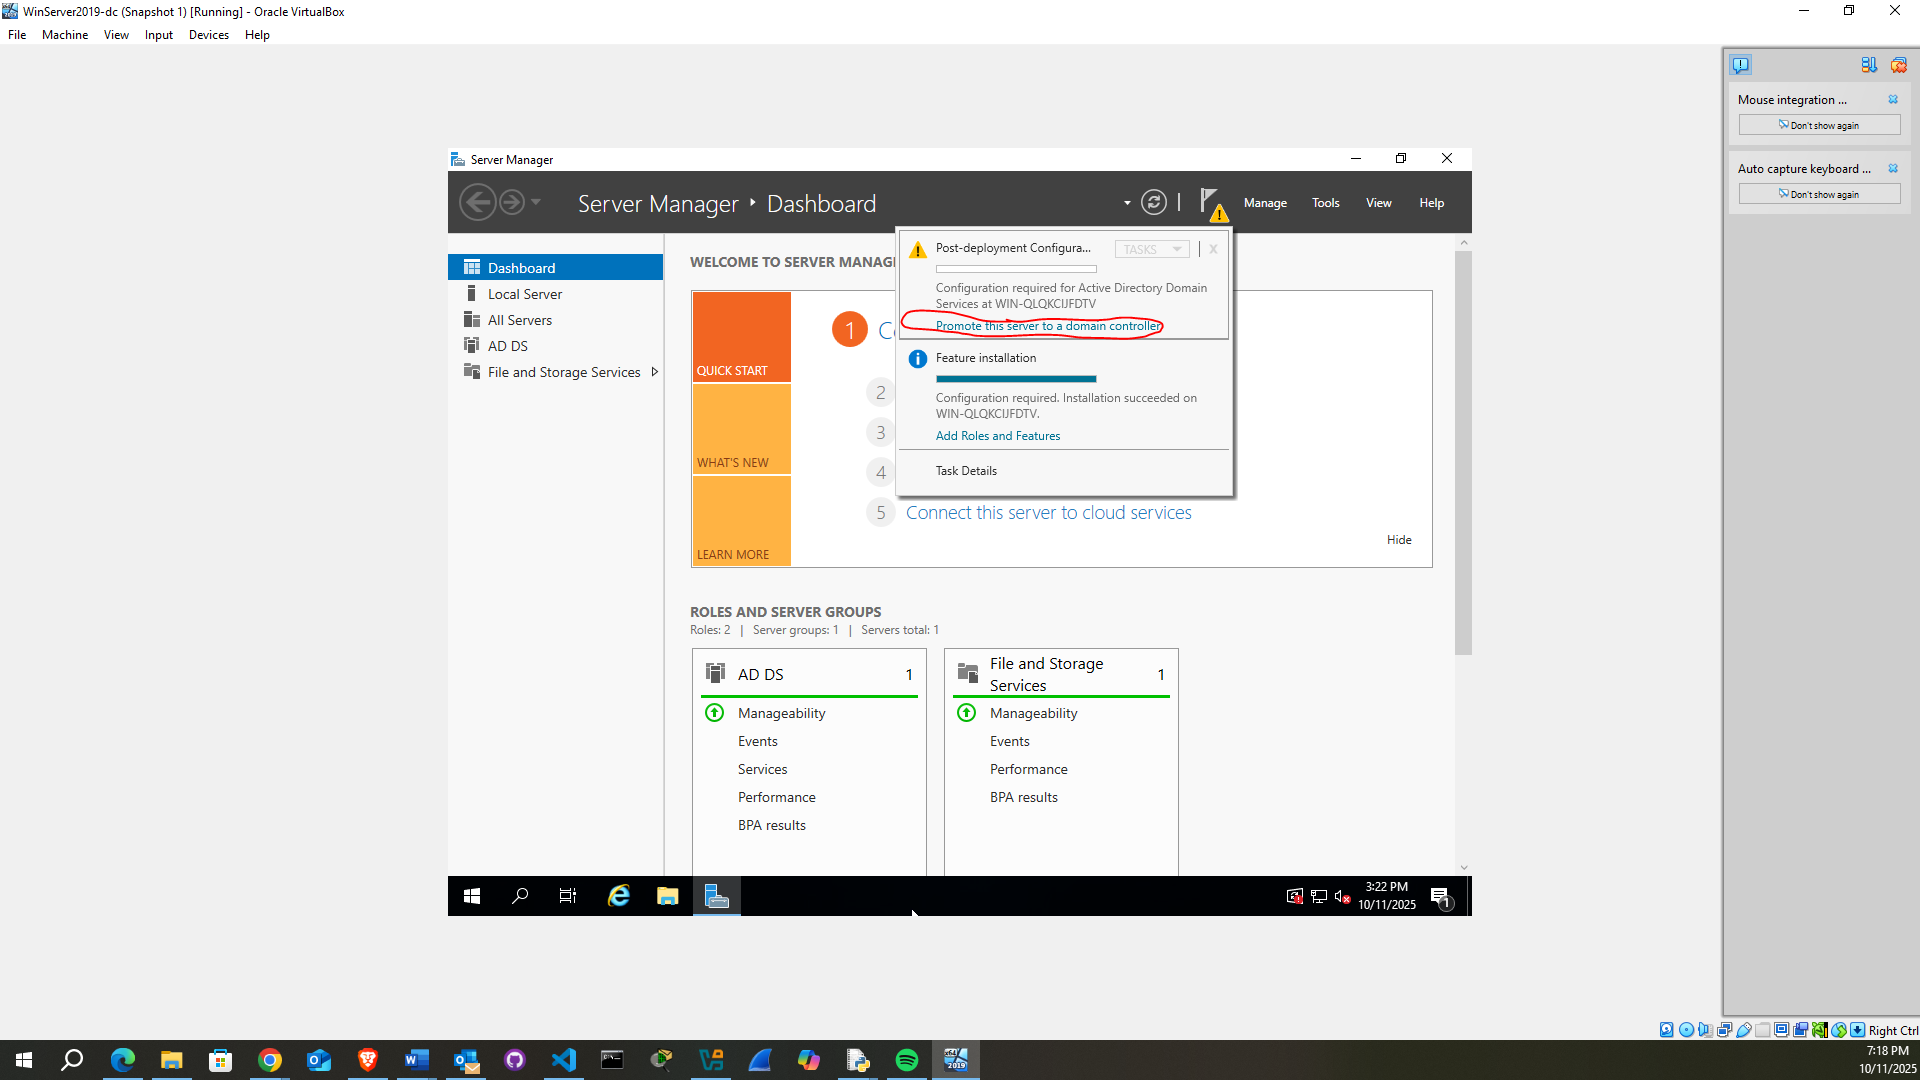 WinServer2019-dc (Snapshot 1) [Running] - Oracle VirtualBox
File Machine View Input Devices Help
Mouse integration ...
Don't show again
Auto capture keyboard ...
Don't show again
Server Manager
Server Manager Dashboard
Manage Tools View Help
Dashboard
Local Server
All Servers
AD DS
File and Storage Services
WELCOME TO SERVER MANAG
QUICK START
WHAT'S NEW
LEARN MORE
1
2
3
4
5 Connect this server to cloud services
Hide
Post-deployment Configura... TASKS X
Configuration required for Active Directory Domain
Services at WIN-QLQKCIJFDTV
Promote this server to a domain controller
Feature installation
Configuration required. Installation succeeded on
WIN-QLQKCIJFDTV.
Add Roles and Features
Task Details
ROLES AND SERVER GROUPS
Roles: 2 | Server groups: 1 | Servers total: 1
AD DS 1
Manageability
Events
Services
Performance
BPA results
File and Storage
Services 1
Manageability
Events
Performance
BPA results
3:22 PM
10/11/2025
1
Right Ctrl
7:18 PM
10/11/2025